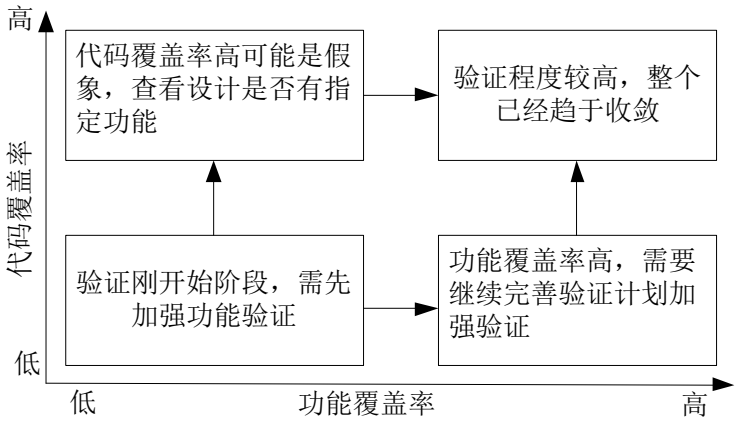 高
代码覆盖率高可能是假
象，查看设计是否有指
定功能
验证程度较高，整个
已经趋于收敛
代码覆盖率
验证刚开始阶段，需先
加强功能验证
功能覆盖率高，需要
继续完善验证计划加
强验证
低
低
功能覆盖率
高